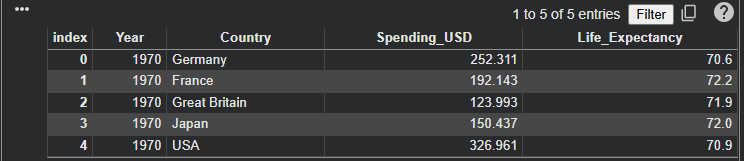 1 to 5 of 5 entries Filter ?
index Year Country Spending_USD Life_Expectancy
0 1970 Germany 252.311 70.6
1 1970 France 192.143 72.2
2 1970 Great Britain 123.993 71.9
3 1970 Japan 150.437 72.0
4 1970 USA 326.961 70.9